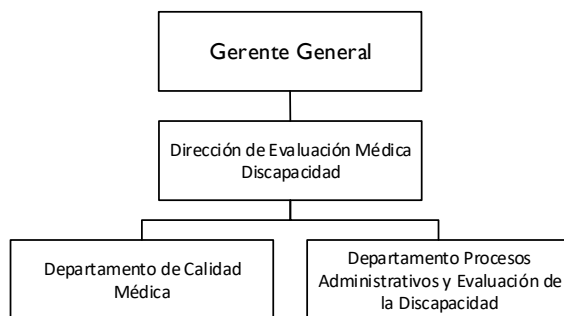 Gerente General
Dirección de Evaluación Médica
Discapacidad
Departamento de Calidad
Médica
Departamento Procesos
Administrativos y Evaluación de
la Discapacidad